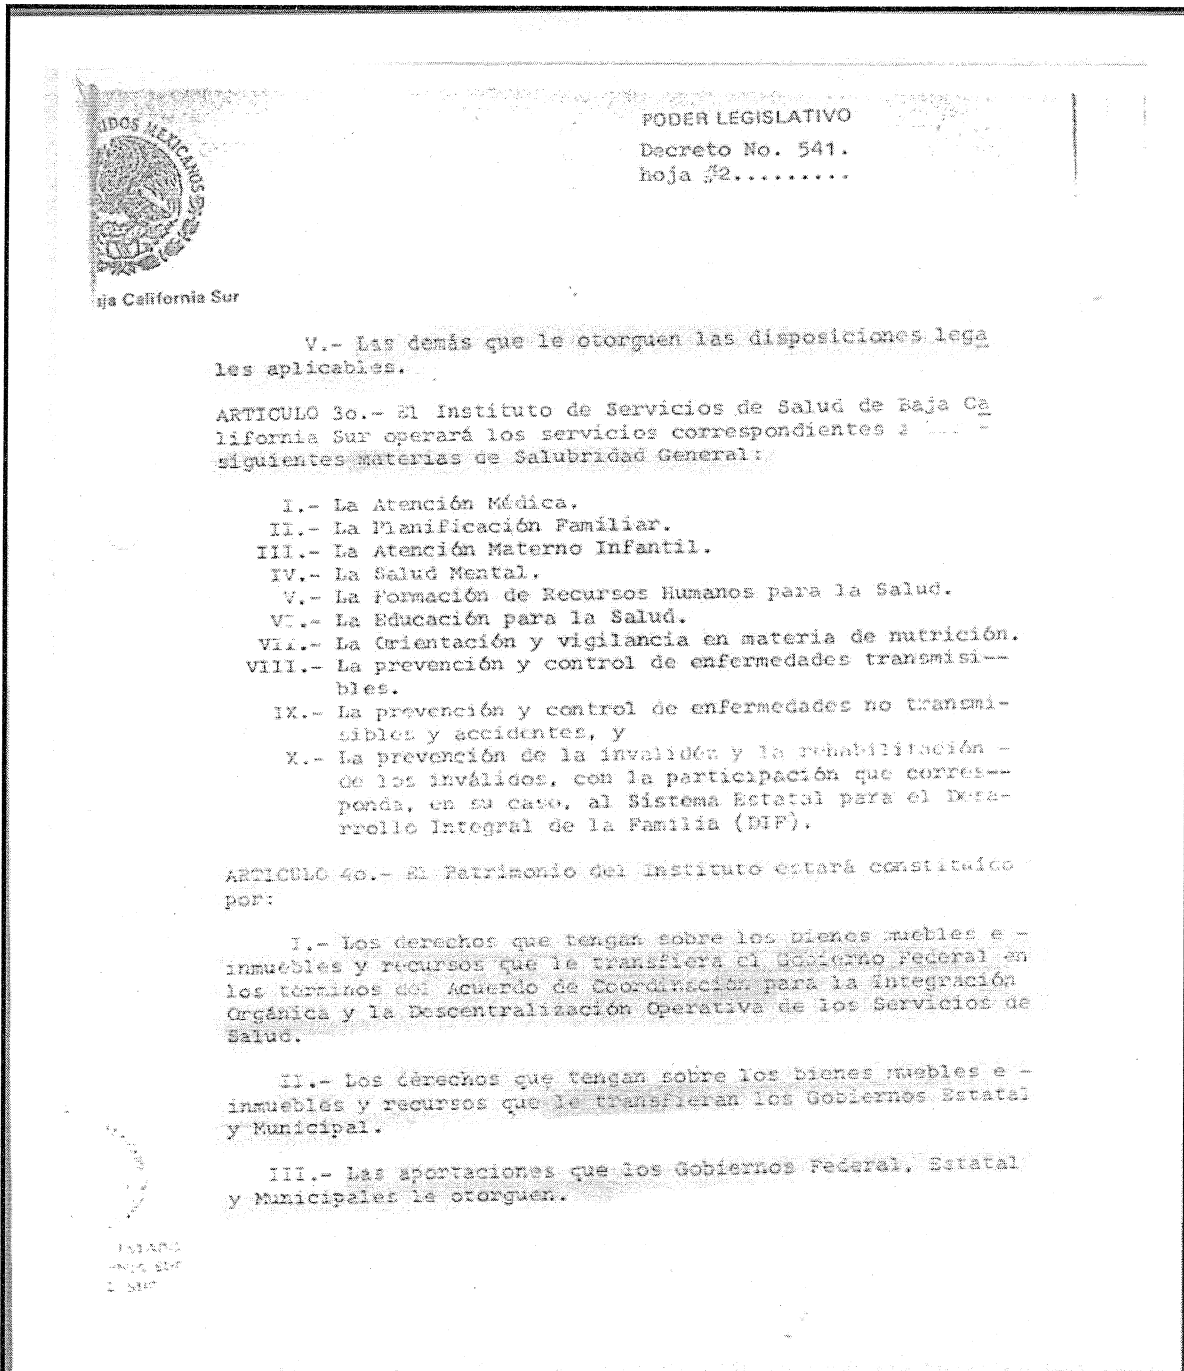 IDOS MEXICANOS
PODER LEGISLATIVO
Decreto No. 541.
hoja #2.........
aja California Sur
V.- Las demás que le otorguen las disposiciones lega
les aplicables.
ARTICULO 3o.- El Instituto de Servicios de Salud de Baja Ca
lifornia Sur operará los servicios correspondientes a -
siguientes materias de Salubridad General:
I.- La Atención Médica.
II.- La Planificación Familiar.
III.- La Atención Materno Infantil.
IV.- La Salud Mental.
V.- La Formación de Recursos Humanos para la Salud.
VI.- La Educación para la Salud.
VII.- La Orientación y vigilancia en materia de nutrición.
VIII.- La prevención y control de enfermedades transmisi--
bles.
IX.- La prevención y control de enfermedades no transmi-
sibles y accidentes, y
X.- La prevención de la invalidéz y la rehabilitación -
de los inválidos, con la participación que corres--
ponda, en su caso, al Sistema Estatal para el Desa-
rrollo Integral de la Familia (DIF).
ARTICULO 4o.- El Patrimonio del Instituto estará constituído
por:
I.- Los derechos que tengan sobre los bienes muebles e -
inmuebles y recursos que le transfiera el Gobierno Federal en
los términos del Acuerdo de Coordinación para la Integración
Orgánica y la Descentralización Operativa de los Servicios de
Salud.
II.- Los derechos que tengan sobre los bienes muebles e -
inmuebles y recursos que le transfieran los Gobiernos Estatal
y Municipal.
III.- Las aportaciones que los Gobiernos Federal, Estatal
y Municipales le otorguen.